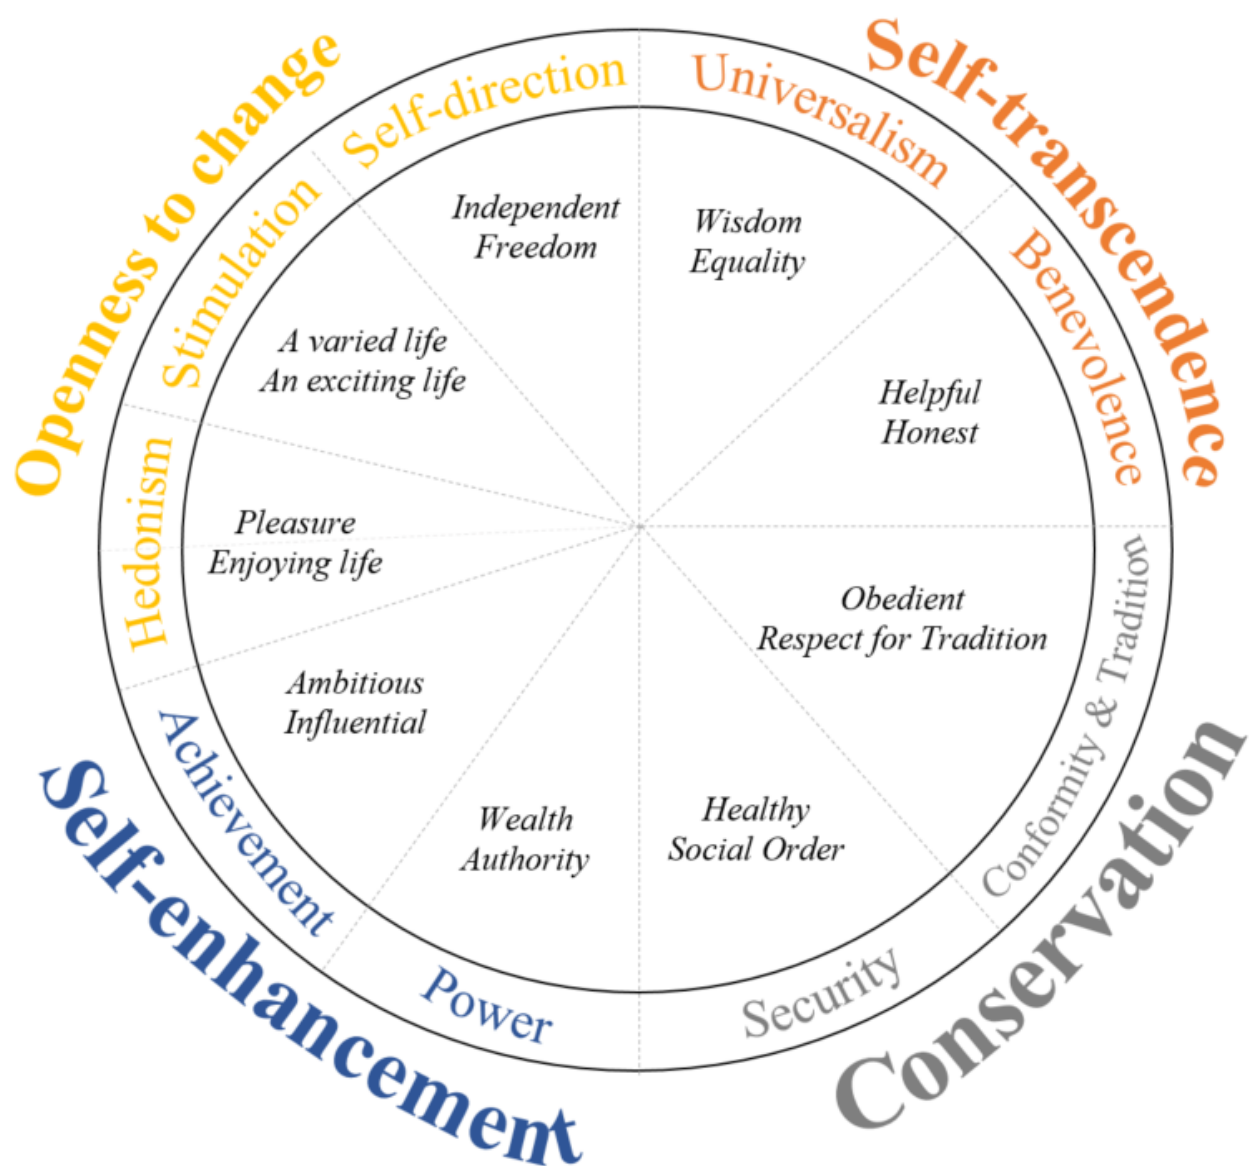 Openness to change
Self-transcendence
Self-direction
Universalism
Stimulation
Benevolence
Independent
Freedom
Wisdom
Equality
A varied life
An exciting life
Helpful
Honest
Hedonism
Pleasure
Enjoying life
Obedient
Respect for Tradition
Conformity & Tradition
Ambitious
Influential
Achievement
Wealth
Authority
Healthy
Social Order
Power
Security
Self-enhancement
Conservation